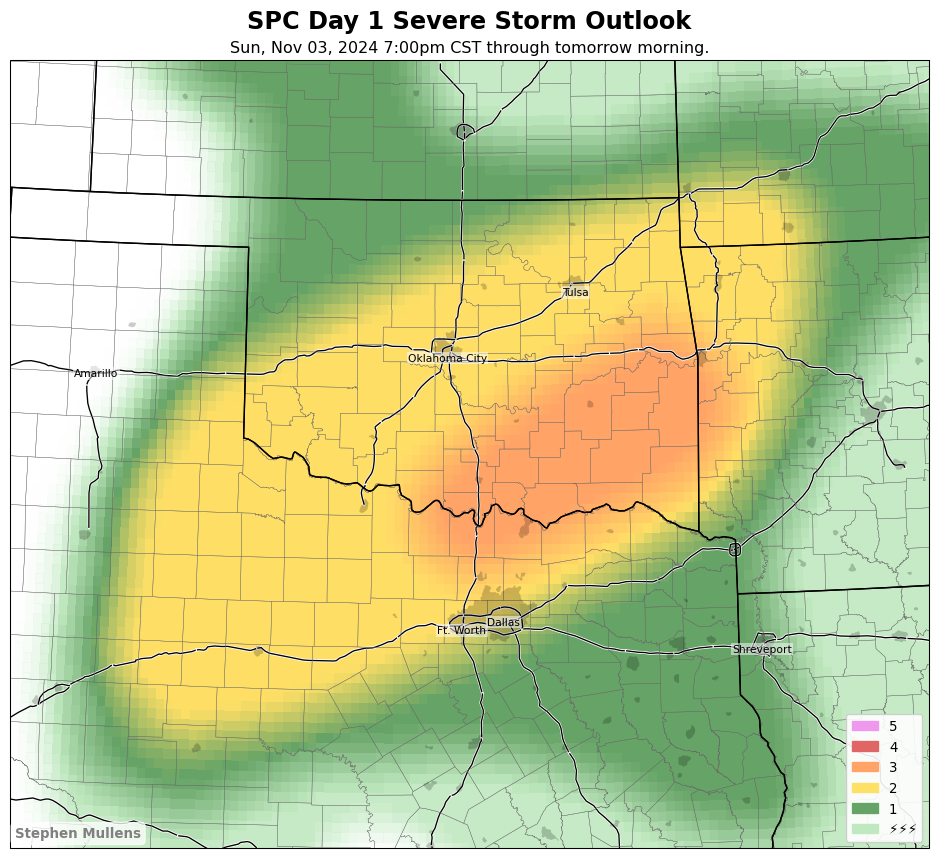 SPC Day 1 Severe Storm Outlook
Sun, Nov 03, 2024 7:00pm CST through tomorrow morning.
Tulsa
Oklahoma City
Amarillo
Dallas
Ft. Worth
Shreveport
5
4
3
2
1
⚡⚡⚡
Stephen Mullens